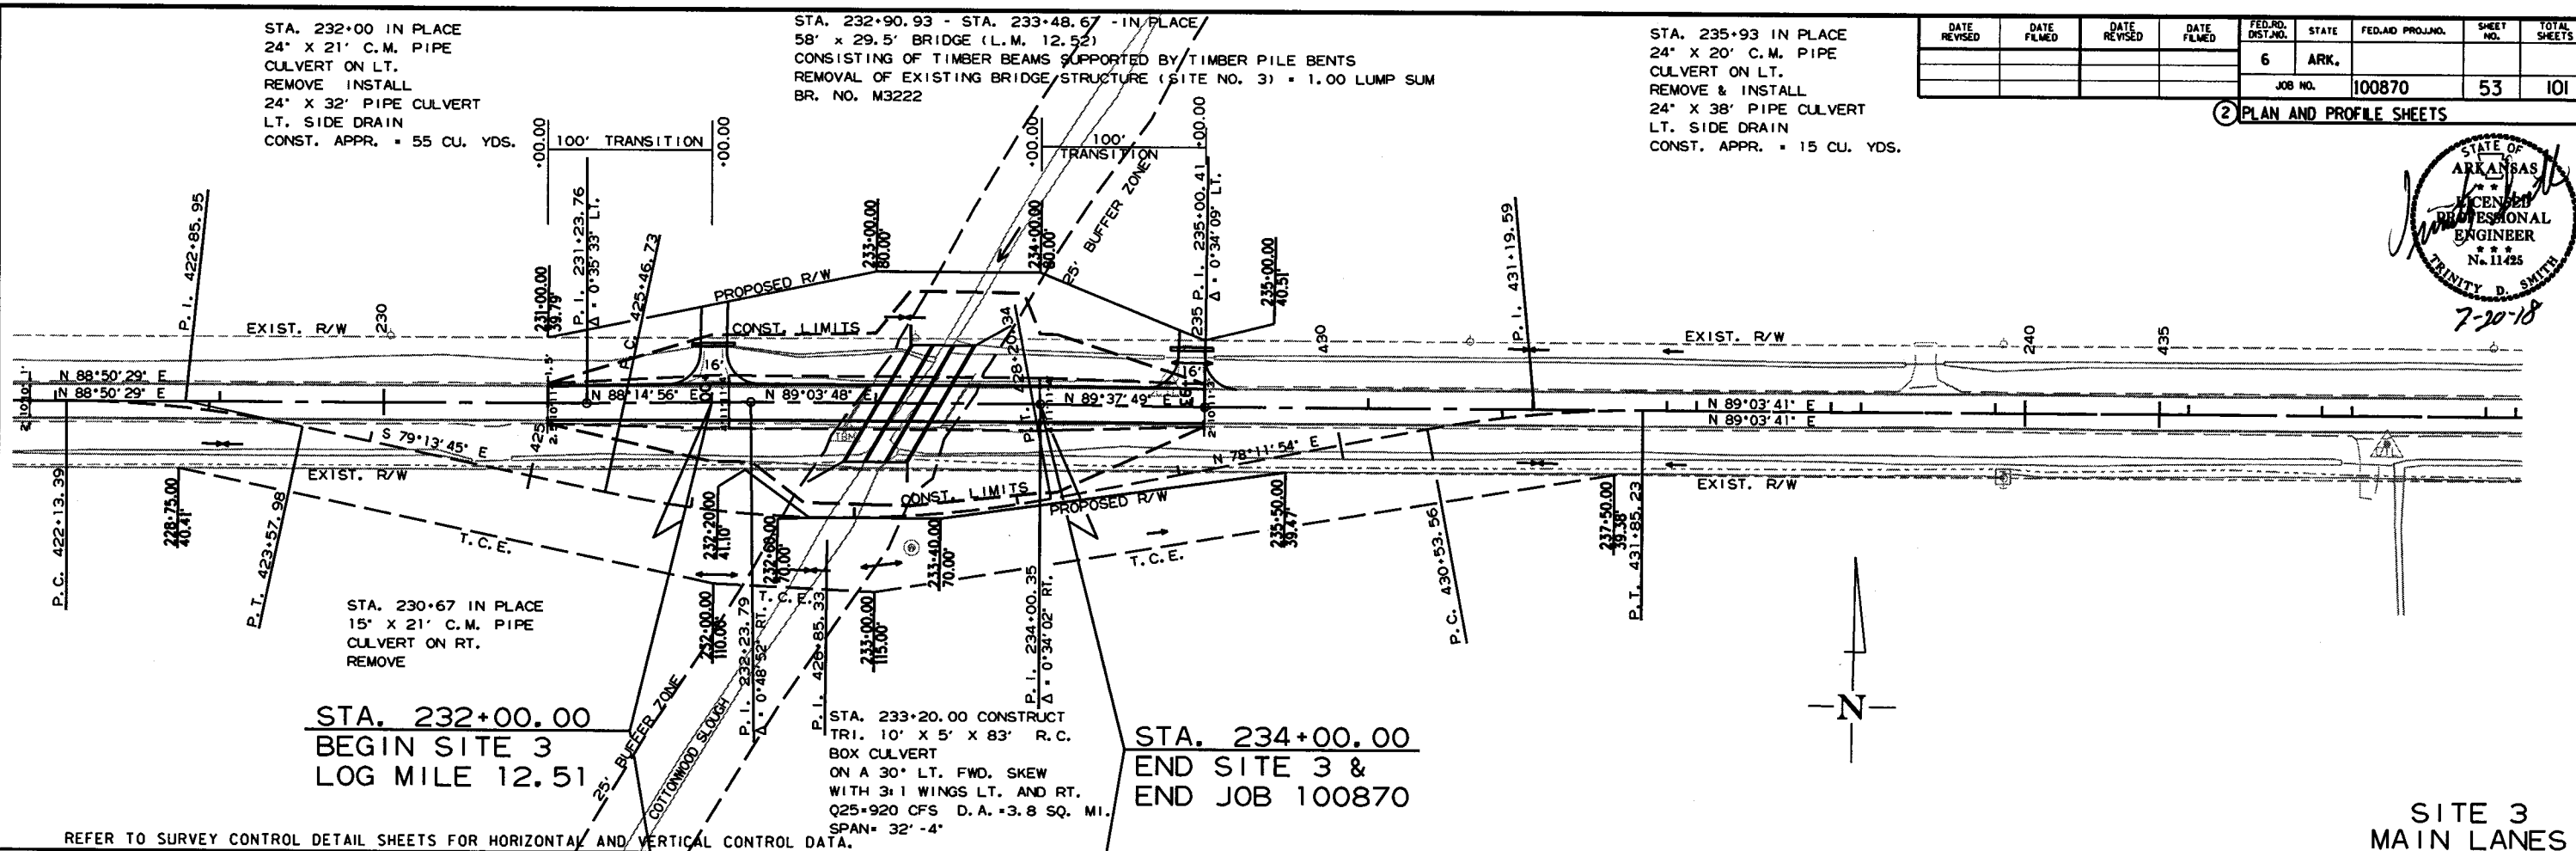 STA. 232+00 IN PLACE
24" X 21' C.M. PIPE
CULVERT ON LT.
REMOVE   INSTALL
24" X 32' PIPE CULVERT
LT. SIDE DRAIN
CONST. APPR. = 55 CU. YDS.
STA. 232+90.93 - STA. 233+48.67 - IN PLACE
58' x 29.5' BRIDGE (L.M. 12.52)
CONSISTING OF TIMBER BEAMS SUPPORTED BY TIMBER PILE BENTS
REMOVAL OF EXISTING BRIDGE STRUCTURE (SITE NO. 3) = 1.00 LUMP SUM
BR. NO. M3222
STA. 235+93 IN PLACE
24" X 20' C.M. PIPE
CULVERT ON LT.
REMOVE & INSTALL
24" X 38' PIPE CULVERT
LT. SIDE DRAIN
CONST. APPR. = 15 CU. YDS.
DATE REVISED
DATE FILMED
DATE REVISED
DATE FILMED
FED.RD. DIST.NO.
STATE
FED.AID PROJ.NO.
SHEET NO.
TOTAL SHEETS
6
ARK.
JOB NO.
100870
53
101
2 PLAN AND PROFILE SHEETS
STATE OF
ARKANSAS
LICENSED
PROFESSIONAL
ENGINEER
No. 11425
TRINITY D. SMITH
7-20-18
+00.00
100' TRANSITION
+00.00
+00.00
100'
TRANSITION
+00.00
P.I. 422+85.95
230
EXIST. R/W
231+00.00
39.79'
P.I. 231+23.76
Δ = 0°35'33" LT.
P.C. 425+46.73
PROPOSED R/W
CONST. LIMITS
233+00.00
80.00'
234+00.00
80.00'
25' BUFFER ZONE
428+20.34
P.T.
235
P.I. 235+00.41
Δ = 0°34'09" LT.
235+00.00
40.51'
430
P.I. 431+19.59
EXIST. R/W
240
435
N 88°50'29" E
N 88°50'29" E
N 88°14'56" E
N 89°03'48" E
N 89°37'49" E
N 89°03'41" E
N 89°03'41" E
16'
16'
TBM
S 79°13'45" E
425
N 78°11'54" E
EXIST. R/W
CONST. LIMITS
PROPOSED R/W
EXIST. R/W
P.C. 422+13.39
228+75.00
40.41'
P.T. 423+57.98
T.C.E.
232+20.00
41.10'
232+60.00
70.00'
233+40.00
70.00'
235+50.00
39.47'
T.C.E.
P.C. 430+53.56
237+50.00
39.38'
P.T. 431+85.23
232+00.00
110.00'
T.C.E.
P.I. 232+23.79
Δ = 0°48'52" RT.
P.I. 426+85.33
233+00.00
115.00'
P.I. 234+00.35
Δ = 0°34'02" RT.
STA. 230+67 IN PLACE
15" X 21' C.M. PIPE
CULVERT ON RT.
REMOVE
STA. 232+00.00
BEGIN SITE 3
LOG MILE 12.51
25' BUFFER ZONE
COTTONWOOD SLOUGH
STA. 233+20.00 CONSTRUCT
TRI. 10' X 5' X 83' R.C.
BOX CULVERT
ON A 30° LT. FWD. SKEW
WITH 3:1 WINGS LT. AND RT.
Q25=920 CFS  D.A.=3.8 SQ. MI.
SPAN= 32'-4"
STA. 234+00.00
END SITE 3 &
END JOB 100870
N
REFER TO SURVEY CONTROL DETAIL SHEETS FOR HORIZONTAL AND VERTICAL CONTROL DATA.
SITE 3
MAIN LANES